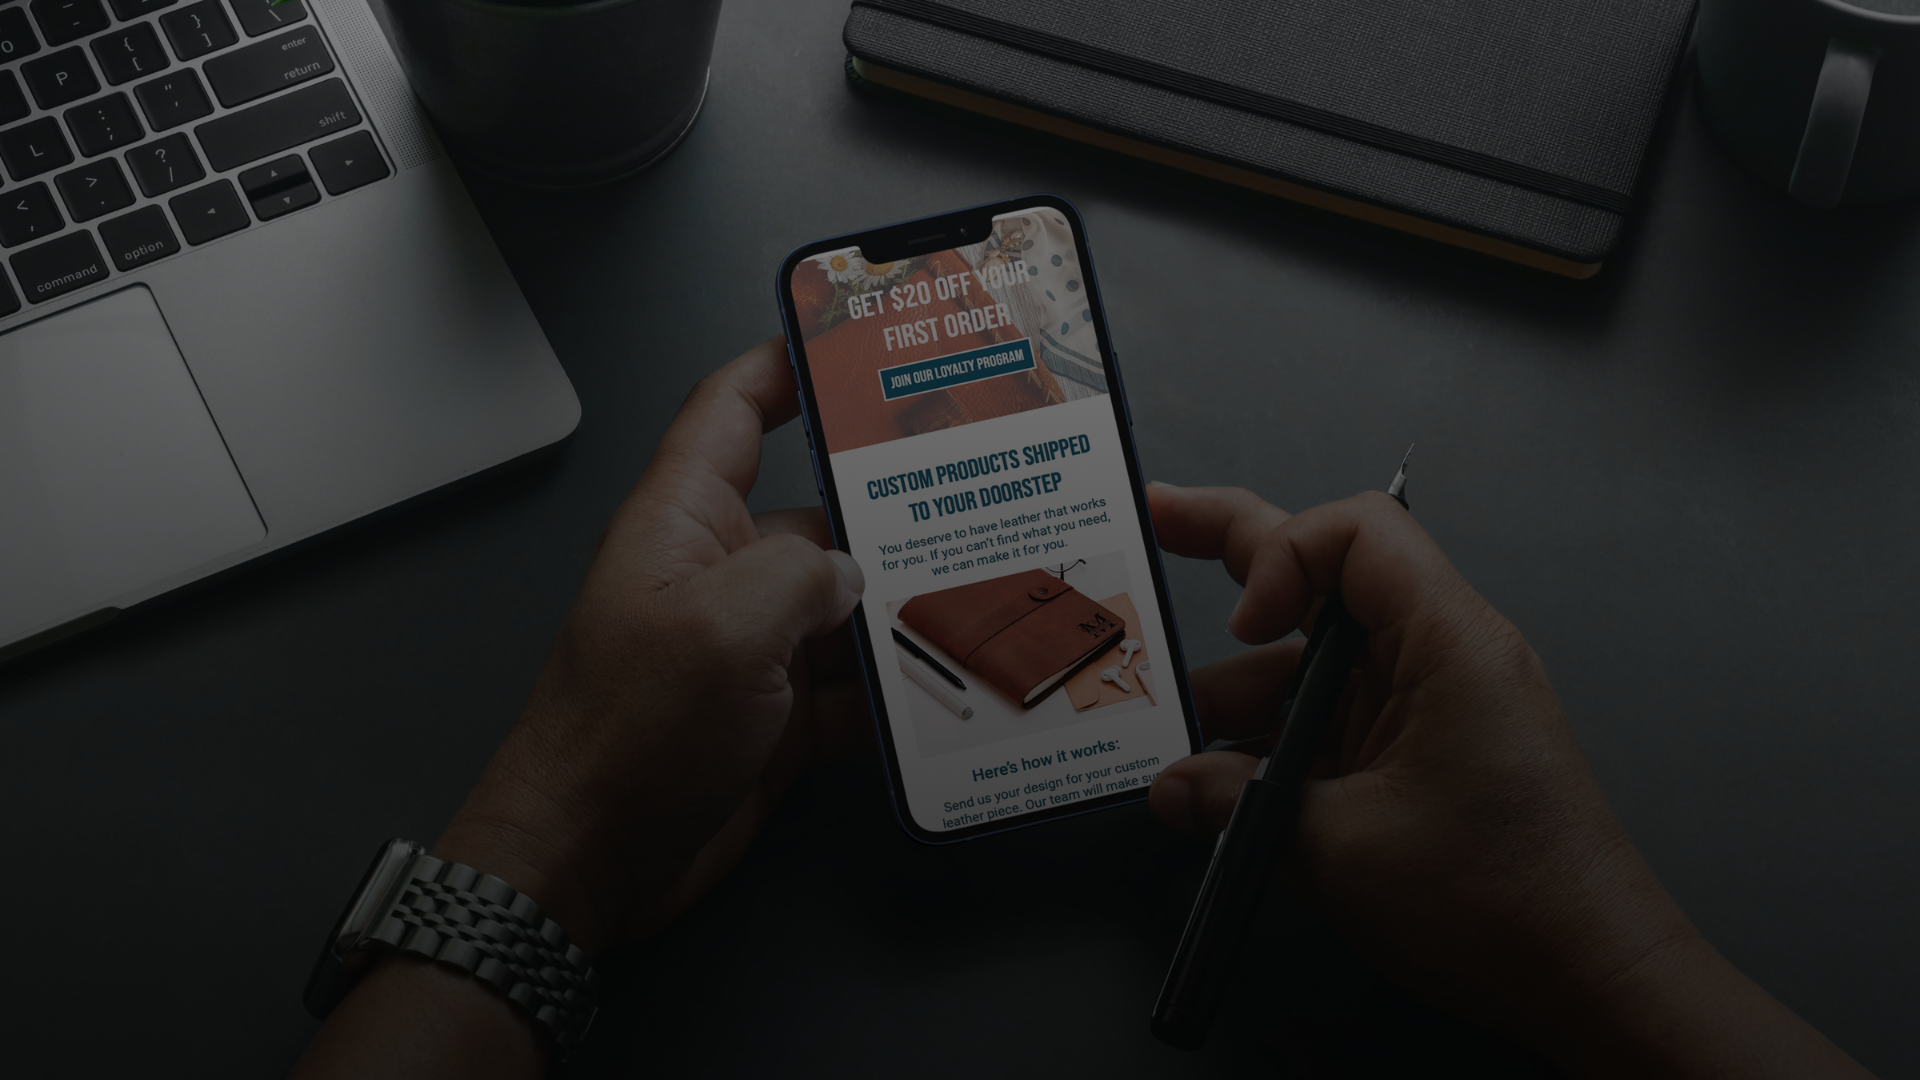 GET $20 OFF YOUR
FIRST ORDER
JOIN OUR LOYALTY PROGRAM
CUSTOM PRODUCTS SHIPPED
TO YOUR DOORSTEP
You deserve to have leather that works
for you. If you can't find what you need,
we can make it for you.
M
Here's how it works:
Send us your design for your custom
leather piece. Our team will make
O
P
{
[
}
]
\
enter
return
L
:
;
"
'
shift
<
,
>
.
?
/
command
option